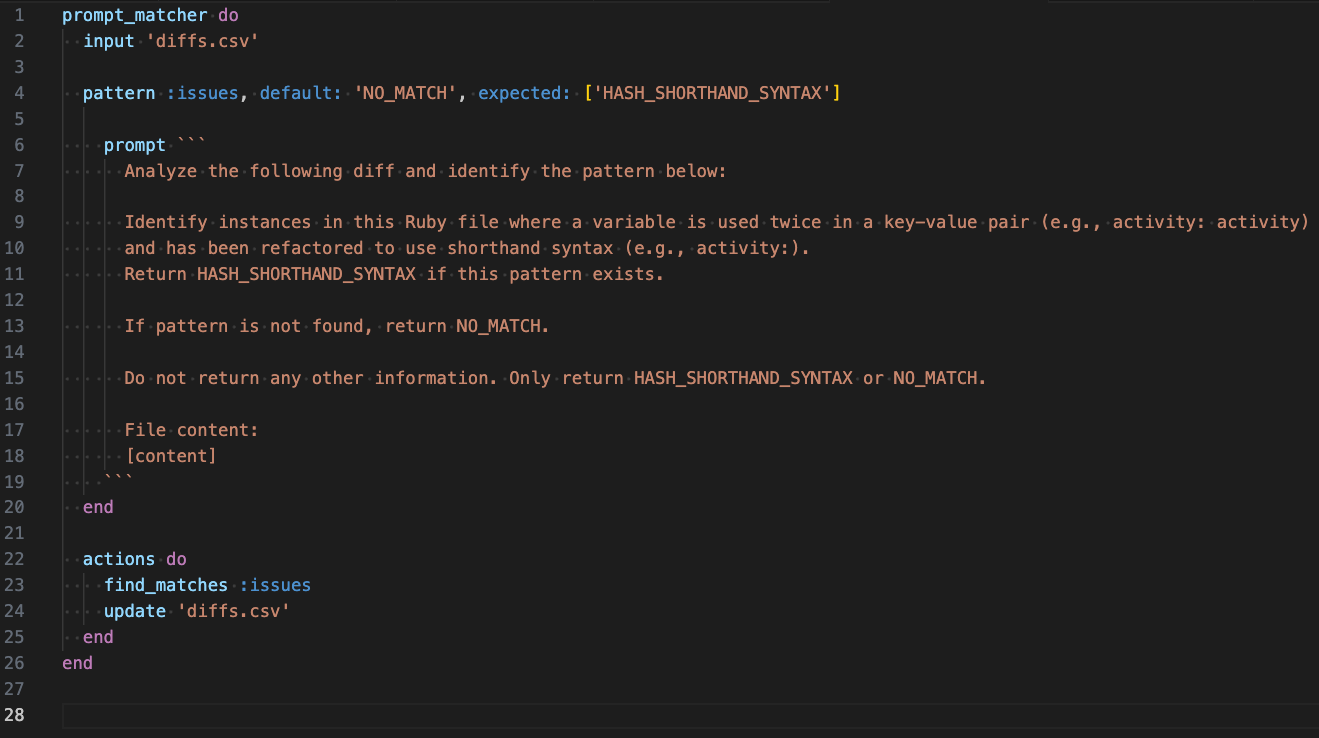 1 prompt_matcher do
2   input 'diffs.csv'
3
4   pattern :issues, default: 'NO_MATCH', expected: ['HASH_SHORTHAND_SYNTAX']
5
6     prompt ```
7       Analyze the following diff and identify the pattern below:
8
9       Identify instances in this Ruby file where a variable is used twice in a key-value pair (e.g., activity: activity)
10       and has been refactored to use shorthand syntax (e.g., activity:).
11       Return HASH_SHORTHAND_SYNTAX if this pattern exists.
12
13       If pattern is not found, return NO_MATCH.
14
15       Do not return any other information. Only return HASH_SHORTHAND_SYNTAX or NO_MATCH.
16
17       File content:
18       [content]
19     ```
20   end
21
22   actions do
23     find_matches :issues
24     update 'diffs.csv'
25   end
26 end
27
28